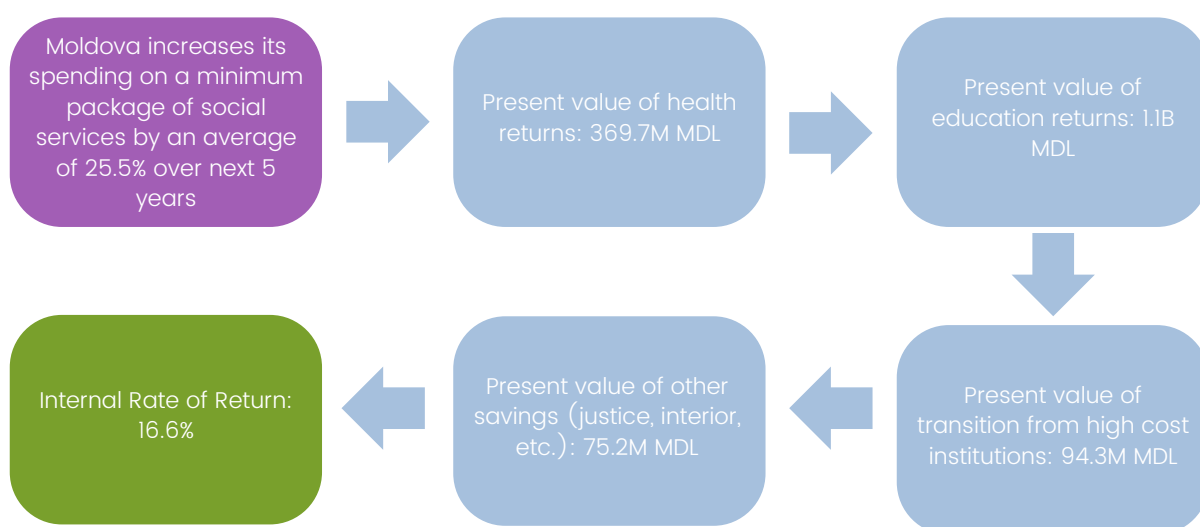 Moldova increases its
spending on a minimum
package of social
services by an average
of 25.5% over next 5
years
Present value of health
returns: 369.7M MDL
Present value of
education returns: 1.1B
MDL
Present value of
transition from high cost
institutions: 94.3M MDL
Present value of other
savings (justice, interior,
etc.): 75.2M MDL
Internal Rate of Return:
16.6%